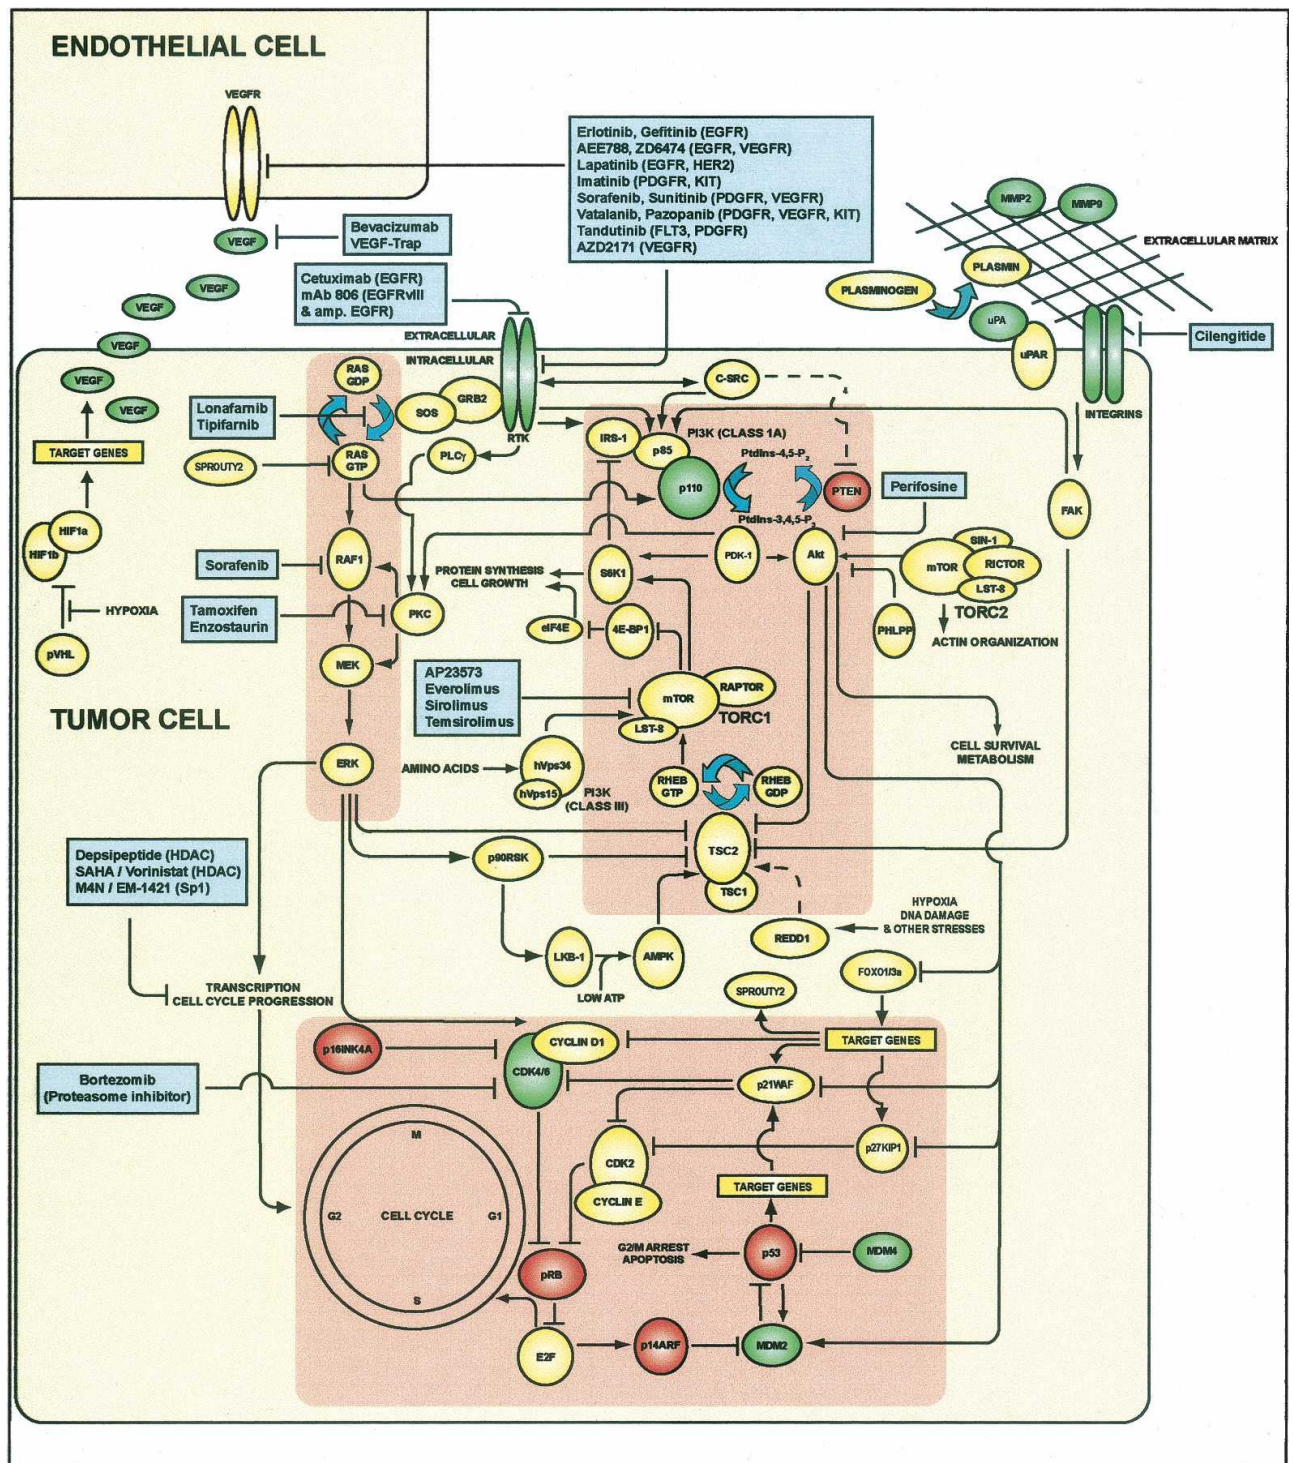 ENDOTHELIAL CELL
VEGFR
Erlotinib, Gefitinib (EGFR)
AEE788, ZD6474 (EGFR, VEGFR)
Lapatinib (EGFR, HER2)
Imatinib (PDGFR, KIT)
Sorafenib, Sunitinib (PDGFR, VEGFR)
Vatalanib, Pazopanib (PDGFR, VEGFR, KIT)
Tandutinib (FLT3, PDGFR)
AZD2171 (VEGFR)
Bevacizumab
VEGF-Trap
VEGF
VEGF
VEGF
VEGF
VEGF
VEGF
Cetuximab (EGFR)
mAb 806 (EGFRvIII
& amp. EGFR)
MMP2
MMP9
EXTRACELLULAR MATRIX
PLASMIN
PLASMINOGEN
uPA
uPAR
Cilengitide
INTEGRINS
EXTRACELLULAR
INTRACELLULAR
RTK
RAS
GDP
RAS
GTP
SOS
GRB2
PLCγ
C-SRC
Lonafarnib
Tipifarnib
SPROUTY2
TARGET GENES
HIF1a
HIF1b
HYPOXIA
pVHL
IRS-1
p85
PI3K (CLASS 1A)
p110
PtdIns-4,5-P2
PtdIns-3,4,5-P3
PTEN
Perifosine
FAK
Sorafenib
RAF1
Tamoxifen
Enzostaurin
PKC
PROTEIN SYNTHESIS
CELL GROWTH
S6K1
PDK-1
Akt
SIN-1
mTOR
RICTOR
LST-8
TORC2
PHLPP
ACTIN ORGANIZATION
eIF4E
4E-BP1
MEK
TUMOR CELL
AP23573
Everolimus
Sirolimus
Temsirolimus
mTOR
RAPTOR
LST-8
TORC1
ERK
AMINO ACIDS
hVps34
hVps15
PI3K
(CLASS III)
RHEB
GTP
RHEB
GDP
CELL SURVIVAL
METABOLISM
Depsipeptide (HDAC)
SAHA / Vorinistat (HDAC)
M4N / EM-1421 (Sp1)
p90RSK
TSC2
TSC1
HYPOXIA
DNA DAMAGE
& OTHER STRESSES
REDD1
LKB-1
AMPK
LOW ATP
FOXO1/3a
SPROUTY2
TRANSCRIPTION
CELL CYCLE PROGRESSION
TARGET GENES
p16INK4A
CYCLIN D1
CDK4/6
Bortezomib
(Proteasome inhibitor)
p21WAF
p27KIP1
CDK2
CYCLIN E
TARGET GENES
M
G2
CELL CYCLE
G1
S
G2/M ARREST
APOPTOSIS
p53
MDM4
pRB
E2F
p14ARF
MDM2